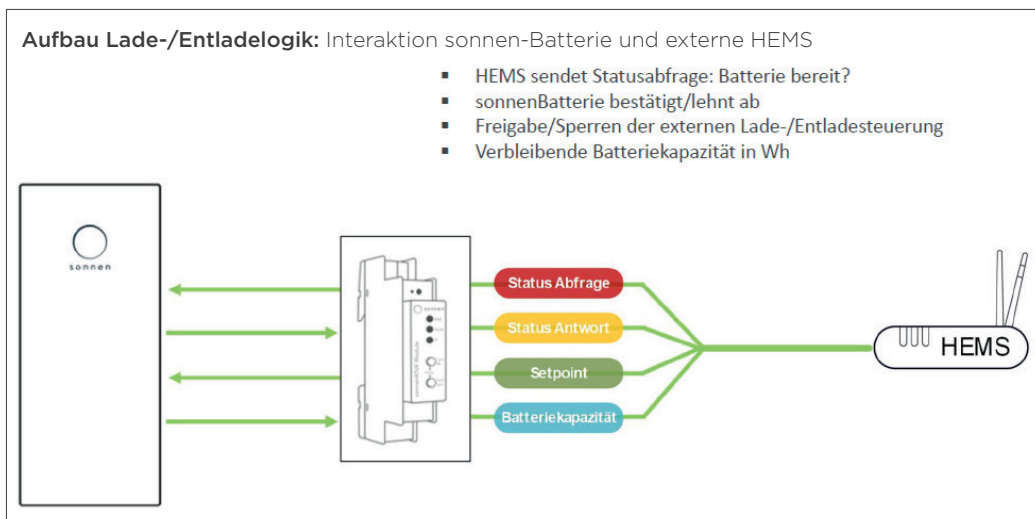 Aufbau Lade-/Entladelogik: Interaktion sonnen-Batterie und externe HEMS
▪ HEMS sendet Statusabfrage: Batterie bereit?
▪ sonnenBatterie bestätigt/lehnt ab
▪ Freigabe/Sperren der externen Lade-/Entladesteuerung
▪ Verbleibende Batteriekapazität in Wh
sonnen
sonnen
Status Abfrage
Status Antwort
Setpoint
Batteriekapazität
HEMS